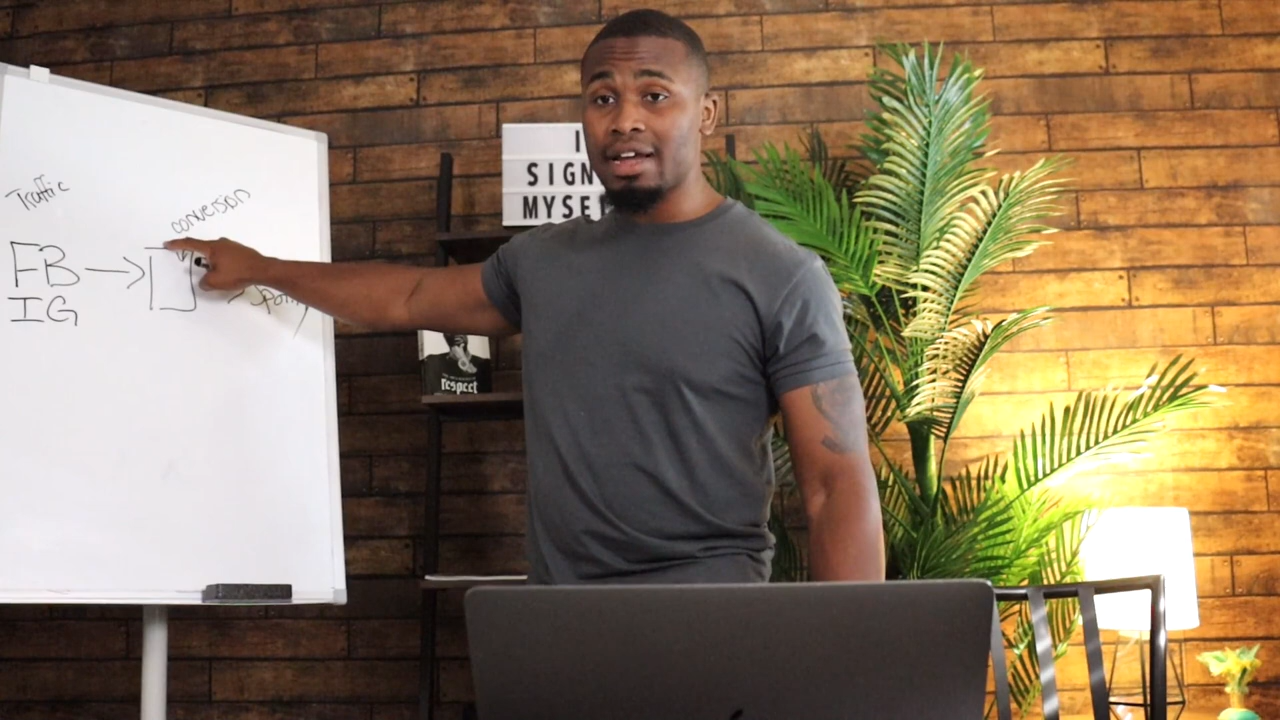 Traffic
conversion
FB
IG
I
SIGN
MYSE
respect